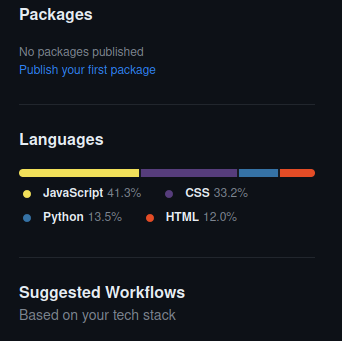 Packages
No packages published
Publish your first package
Languages
JavaScript 41.3% CSS 33.2%
Python 13.5% HTML 12.0%
Suggested Workflows
Based on your tech stack